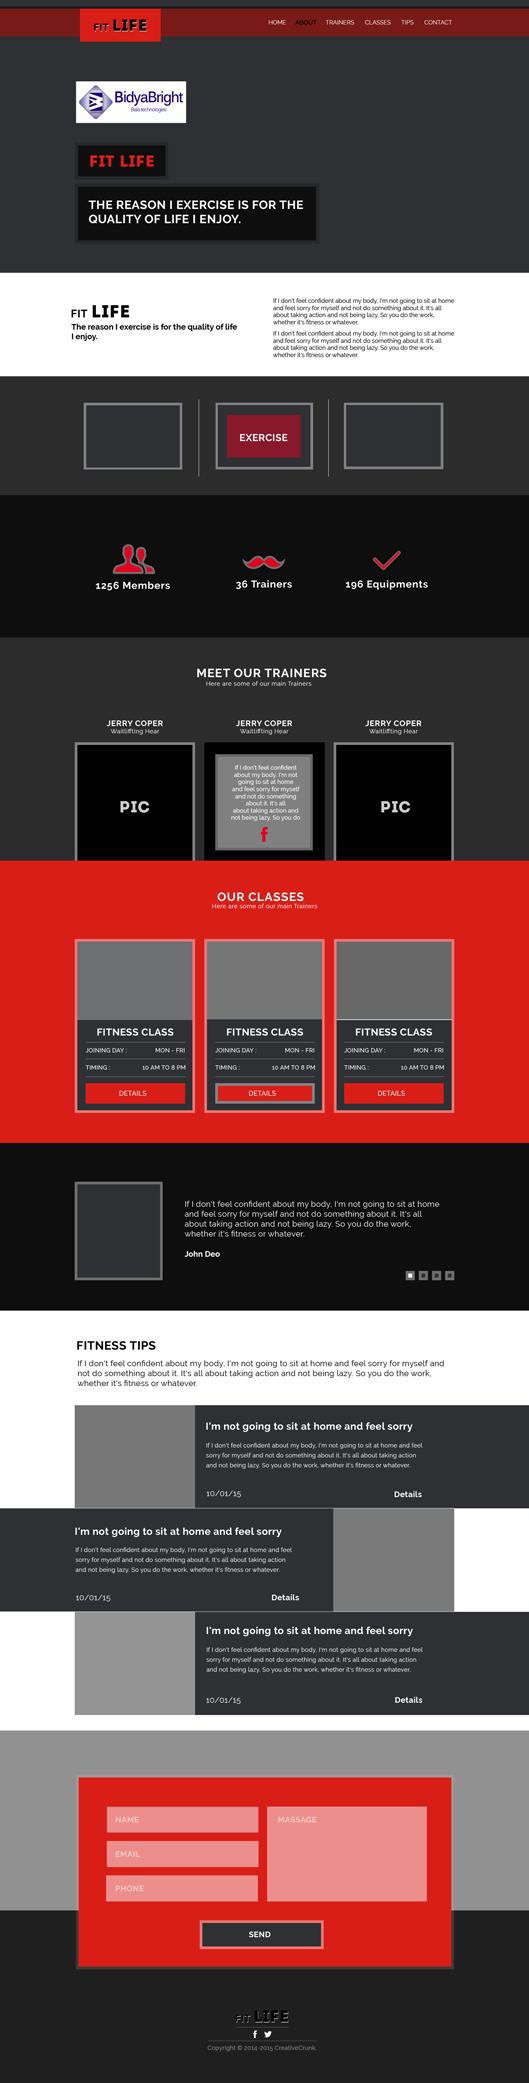 FIT LIFE
HOME ABOUT TRAINERS CLASSES TIPS CONTACT
BidyaBright
Bala technologies
FIT LIFE
THE REASON I EXERCISE IS FOR THE
QUALITY OF LIFE I ENJOY.
FIT LIFE
The reason I exercise is for the quality of life
I enjoy.
If I don't feel confident about my body, I'm not going to sit at home
and feel sorry for myself and not do something about it. It's all
about taking action and not being lazy. So you do the work,
whether it's fitness or whatever.
If I don't feel confident about my body, I'm not going to sit at home
and feel sorry for myself and not do something about it. It's all
about taking action and not being lazy. So you do the work,
whether it's fitness or whatever.
EXERCISE
1256 Members
36 Trainers
196 Equipments
MEET OUR TRAINERS
Here are some of our main Trainers
JERRY COPER
Waitliffting Hear
JERRY COPER
Waitliffting Hear
JERRY COPER
Waitliffting Hear
PIC
If I don't feel confident
about my body, I'm not
going to sit at home
and feel sorry for myself
and not do something
about it. It's all
about taking action and
not being lazy. So you do
f
PIC
OUR CLASSES
Here are some of our main Trainers
FITNESS CLASS
JOINING DAY : MON - FRI
TIMING : 10 AM TO 8 PM
DETAILS
FITNESS CLASS
JOINING DAY : MON - FRI
TIMING : 10 AM TO 8 PM
DETAILS
FITNESS CLASS
JOINING DAY : MON - FRI
TIMING : 10 AM TO 8 PM
DETAILS
If I don't feel confident about my body, I'm not going to sit at home
and feel sorry for myself and not do something about it. It's all
about taking action and not being lazy. So you do the work,
whether it's fitness or whatever.
John Deo
FITNESS TIPS
If I don't feel confident about my body, I'm not going to sit at home and feel sorry for myself and
not do something about it. It's all about taking action and not being lazy. So you do the work,
whether it's fitness or whatever.
I'm not going to sit at home and feel sorry
If I don't feel confident about my body, I'm not going to sit at home and feel
sorry for myself and not do something about it. It's all about taking action
and not being lazy. So you do the work, whether it's fitness or whatever.
10/01/15 Details
I'm not going to sit at home and feel sorry
If I don't feel confident about my body, I'm not going to sit at home and feel
sorry for myself and not do something about it. It's all about taking action
and not being lazy. So you do the work, whether it's fitness or whatever.
10/01/15 Details
I'm not going to sit at home and feel sorry
If I don't feel confident about my body, I'm not going to sit at home and feel
sorry for myself and not do something about it. It's all about taking action
and not being lazy. So you do the work, whether it's fitness or whatever.
10/01/15 Details
NAME
EMAIL
PHONE
MASSAGE
SEND
FIT LIFE
Copyright © 2014-2015 CreativeCrunk.